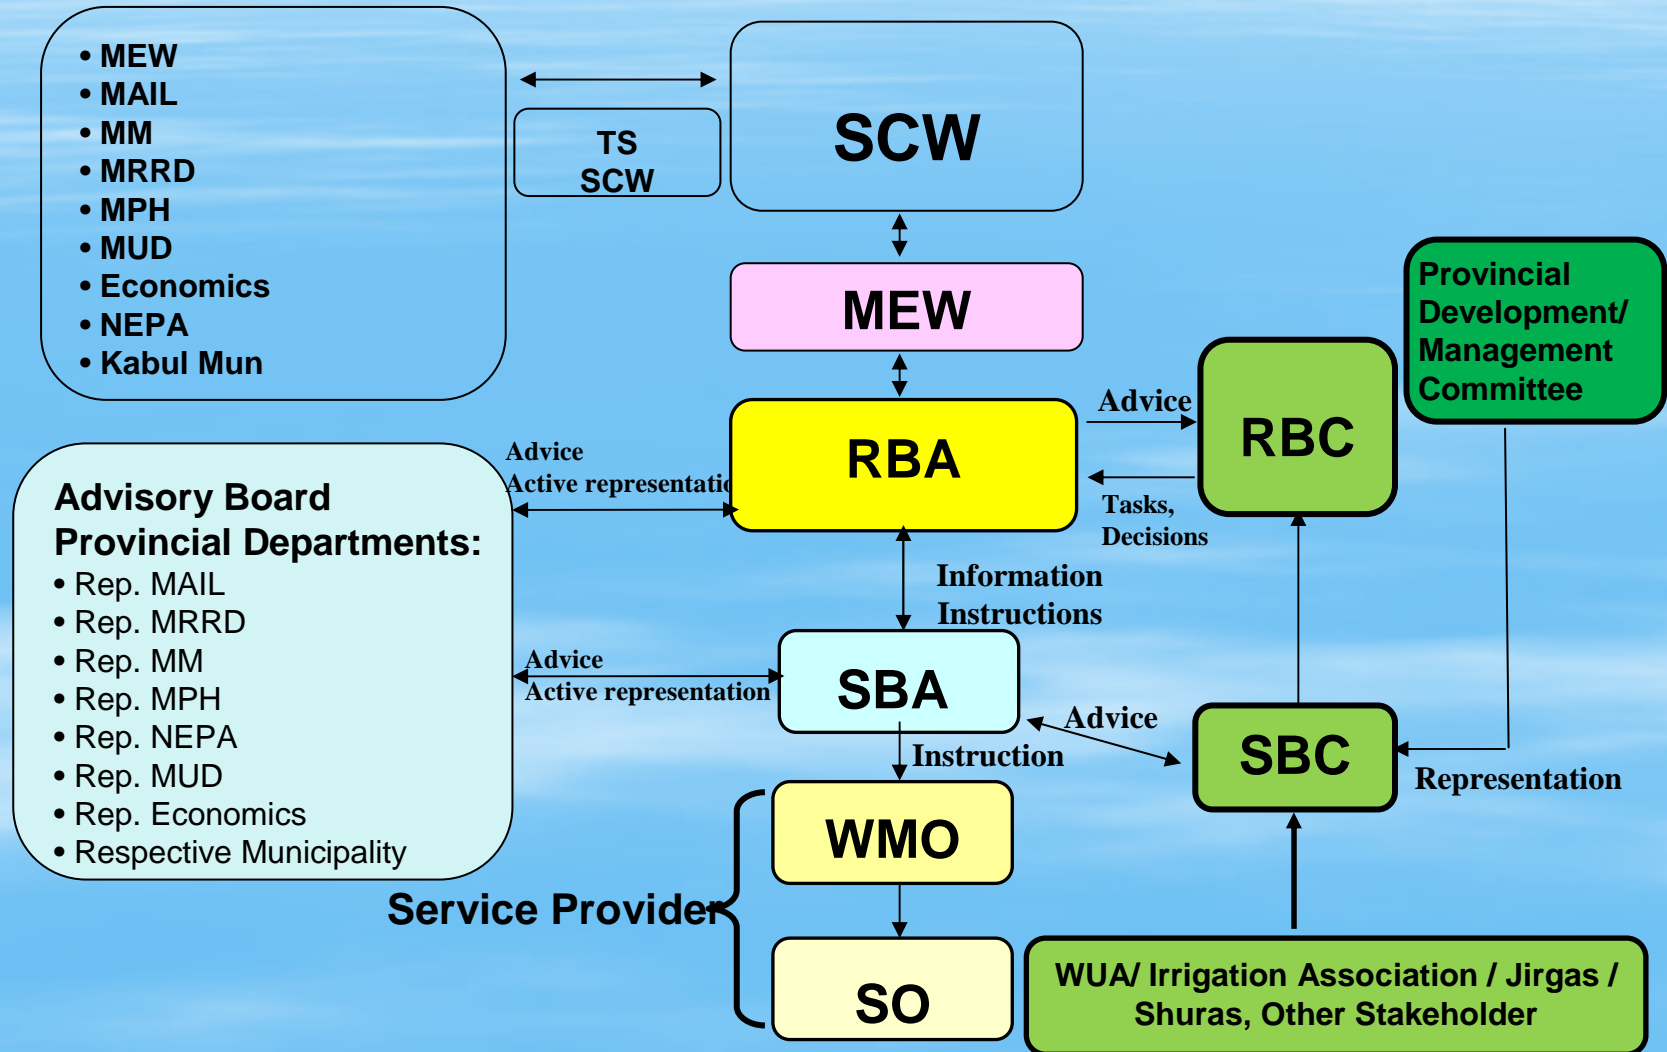 • MEW
• MAIL
• MM
• MRRD
• MPH
• MUD
• Economics
• NEPA
• Kabul Mun
TS
SCW
SCW
MEW
Provincial
Development/
Management
Committee
RBA
Advice
RBC
Tasks,
Decisions
Advice
Active representatio
Advisory Board
Provincial Departments:
• Rep. MAIL
• Rep. MRRD
• Rep. MM
• Rep. MPH
• Rep. NEPA
• Rep. MUD
• Rep. Economics
• Respective Municipality
Information
Instructions
Advice
Active representation
SBA
Advice
SBC
Representation
Instruction
WMO
Service Provider
SO
WUA/ Irrigation Association / Jirgas /
Shuras, Other Stakeholder